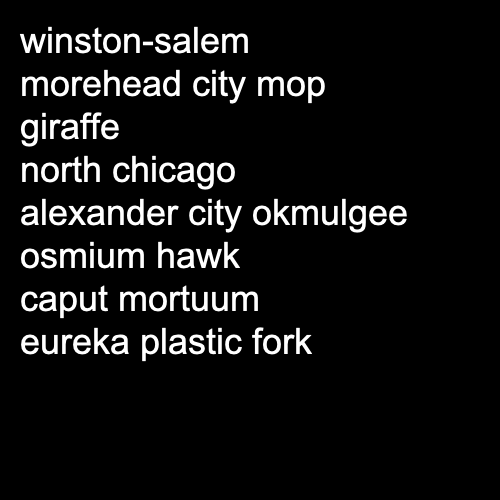 winston-salem
morehead city mop
giraffe
north chicago
alexander city okmulgee
osmium hawk
caput mortuum
eureka plastic fork